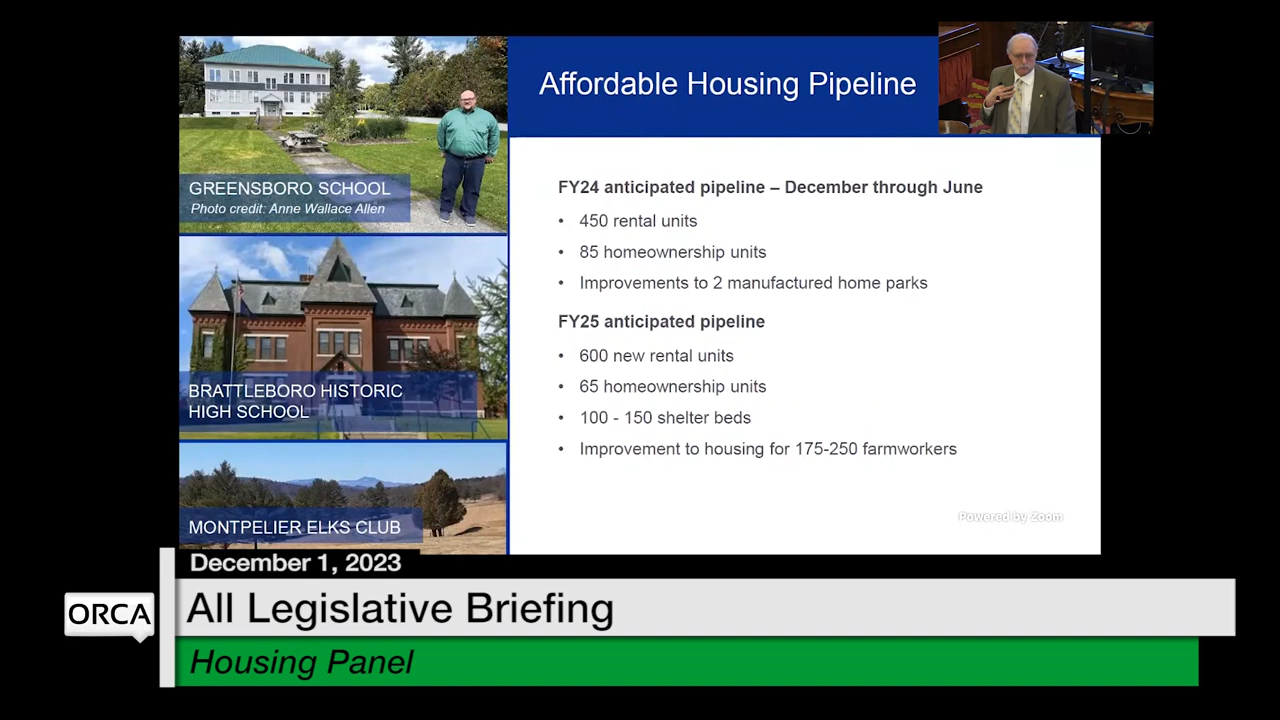 Affordable Housing Pipeline
GREENSBORO SCHOOL
Photo credit: Anne Wallace Allen
BRATTLEBORO HISTORIC
HIGH SCHOOL
MONTPELIER ELKS CLUB
FY24 anticipated pipeline – December through June
• 450 rental units
• 85 homeownership units
• Improvements to 2 manufactured home parks
FY25 anticipated pipeline
• 600 new rental units
• 65 homeownership units
• 100 - 150 shelter beds
• Improvement to housing for 175-250 farmworkers
Powered by Zoom
December 1, 2023
ORCA
All Legislative Briefing
Housing Panel